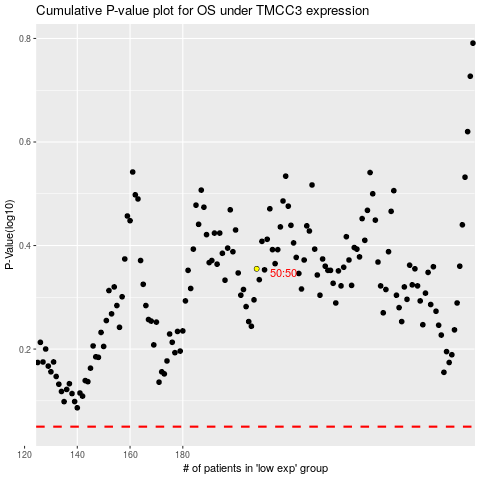 Cumulative P-value plot for OS under TMCC3 expression
P-Value(log10)
0.8
0.6
0.4
0.2
50:50
120 140 160 180
# of patients in 'low exp' group